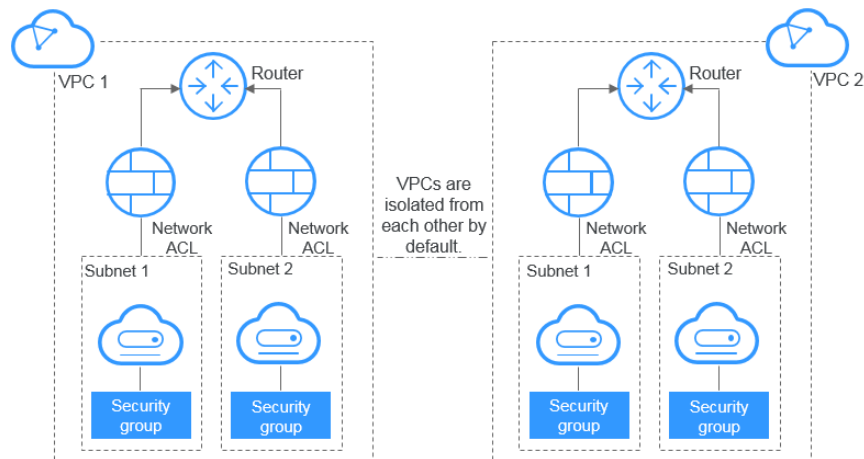 VPC 1
Router
Network
ACL
Network
ACL
Subnet 1
Subnet 2
Security
group
Security
group
VPCs are
isolated from
each other by
default.
VPC 2
Router
Network
ACL
Network
ACL
Subnet 1
Subnet 2
Security
group
Security
group